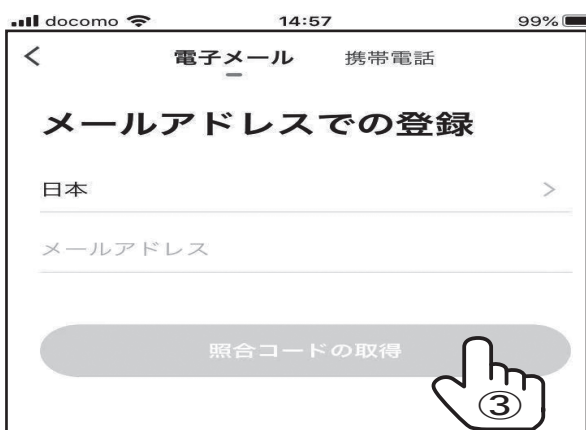 docomo 14:57 99%
電子メール 携帯電話
メールアドレスでの登録
日本
メールアドレス
照合コードの取得
③